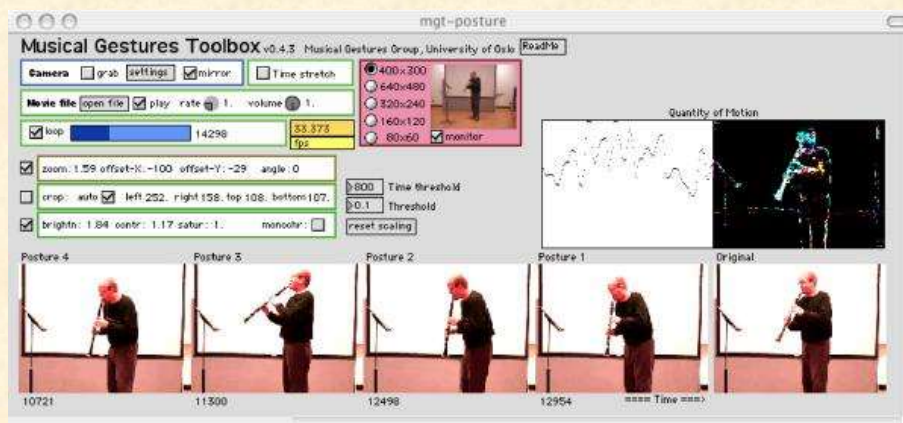 mgt-posture
Musical Gestures Toolbox v0.4.3 Musical Gestures Group, University of Oslo ReadMe
Camera grab settings mirror Time stretch
Movie file open file play rate 1. volume 1.
loop 14298 33.373
fps
400x300
640x480
320x240
160x120
80x60 monitor
Quantity of Motion
zoom: 1.59 offset-X: -100 offset-Y: -29 angle: 0
crop: auto left 252. right 158. top 108. bottom 107.
brightn: 1.84 contr: 1.17 satur: 1. monochr:
800 Time threshold
0.1 Threshold
reset scaling
Posture 4 Posture 3 Posture 2 Posture 1 Original
10721 11300 12498 12954 ==== Time ===>